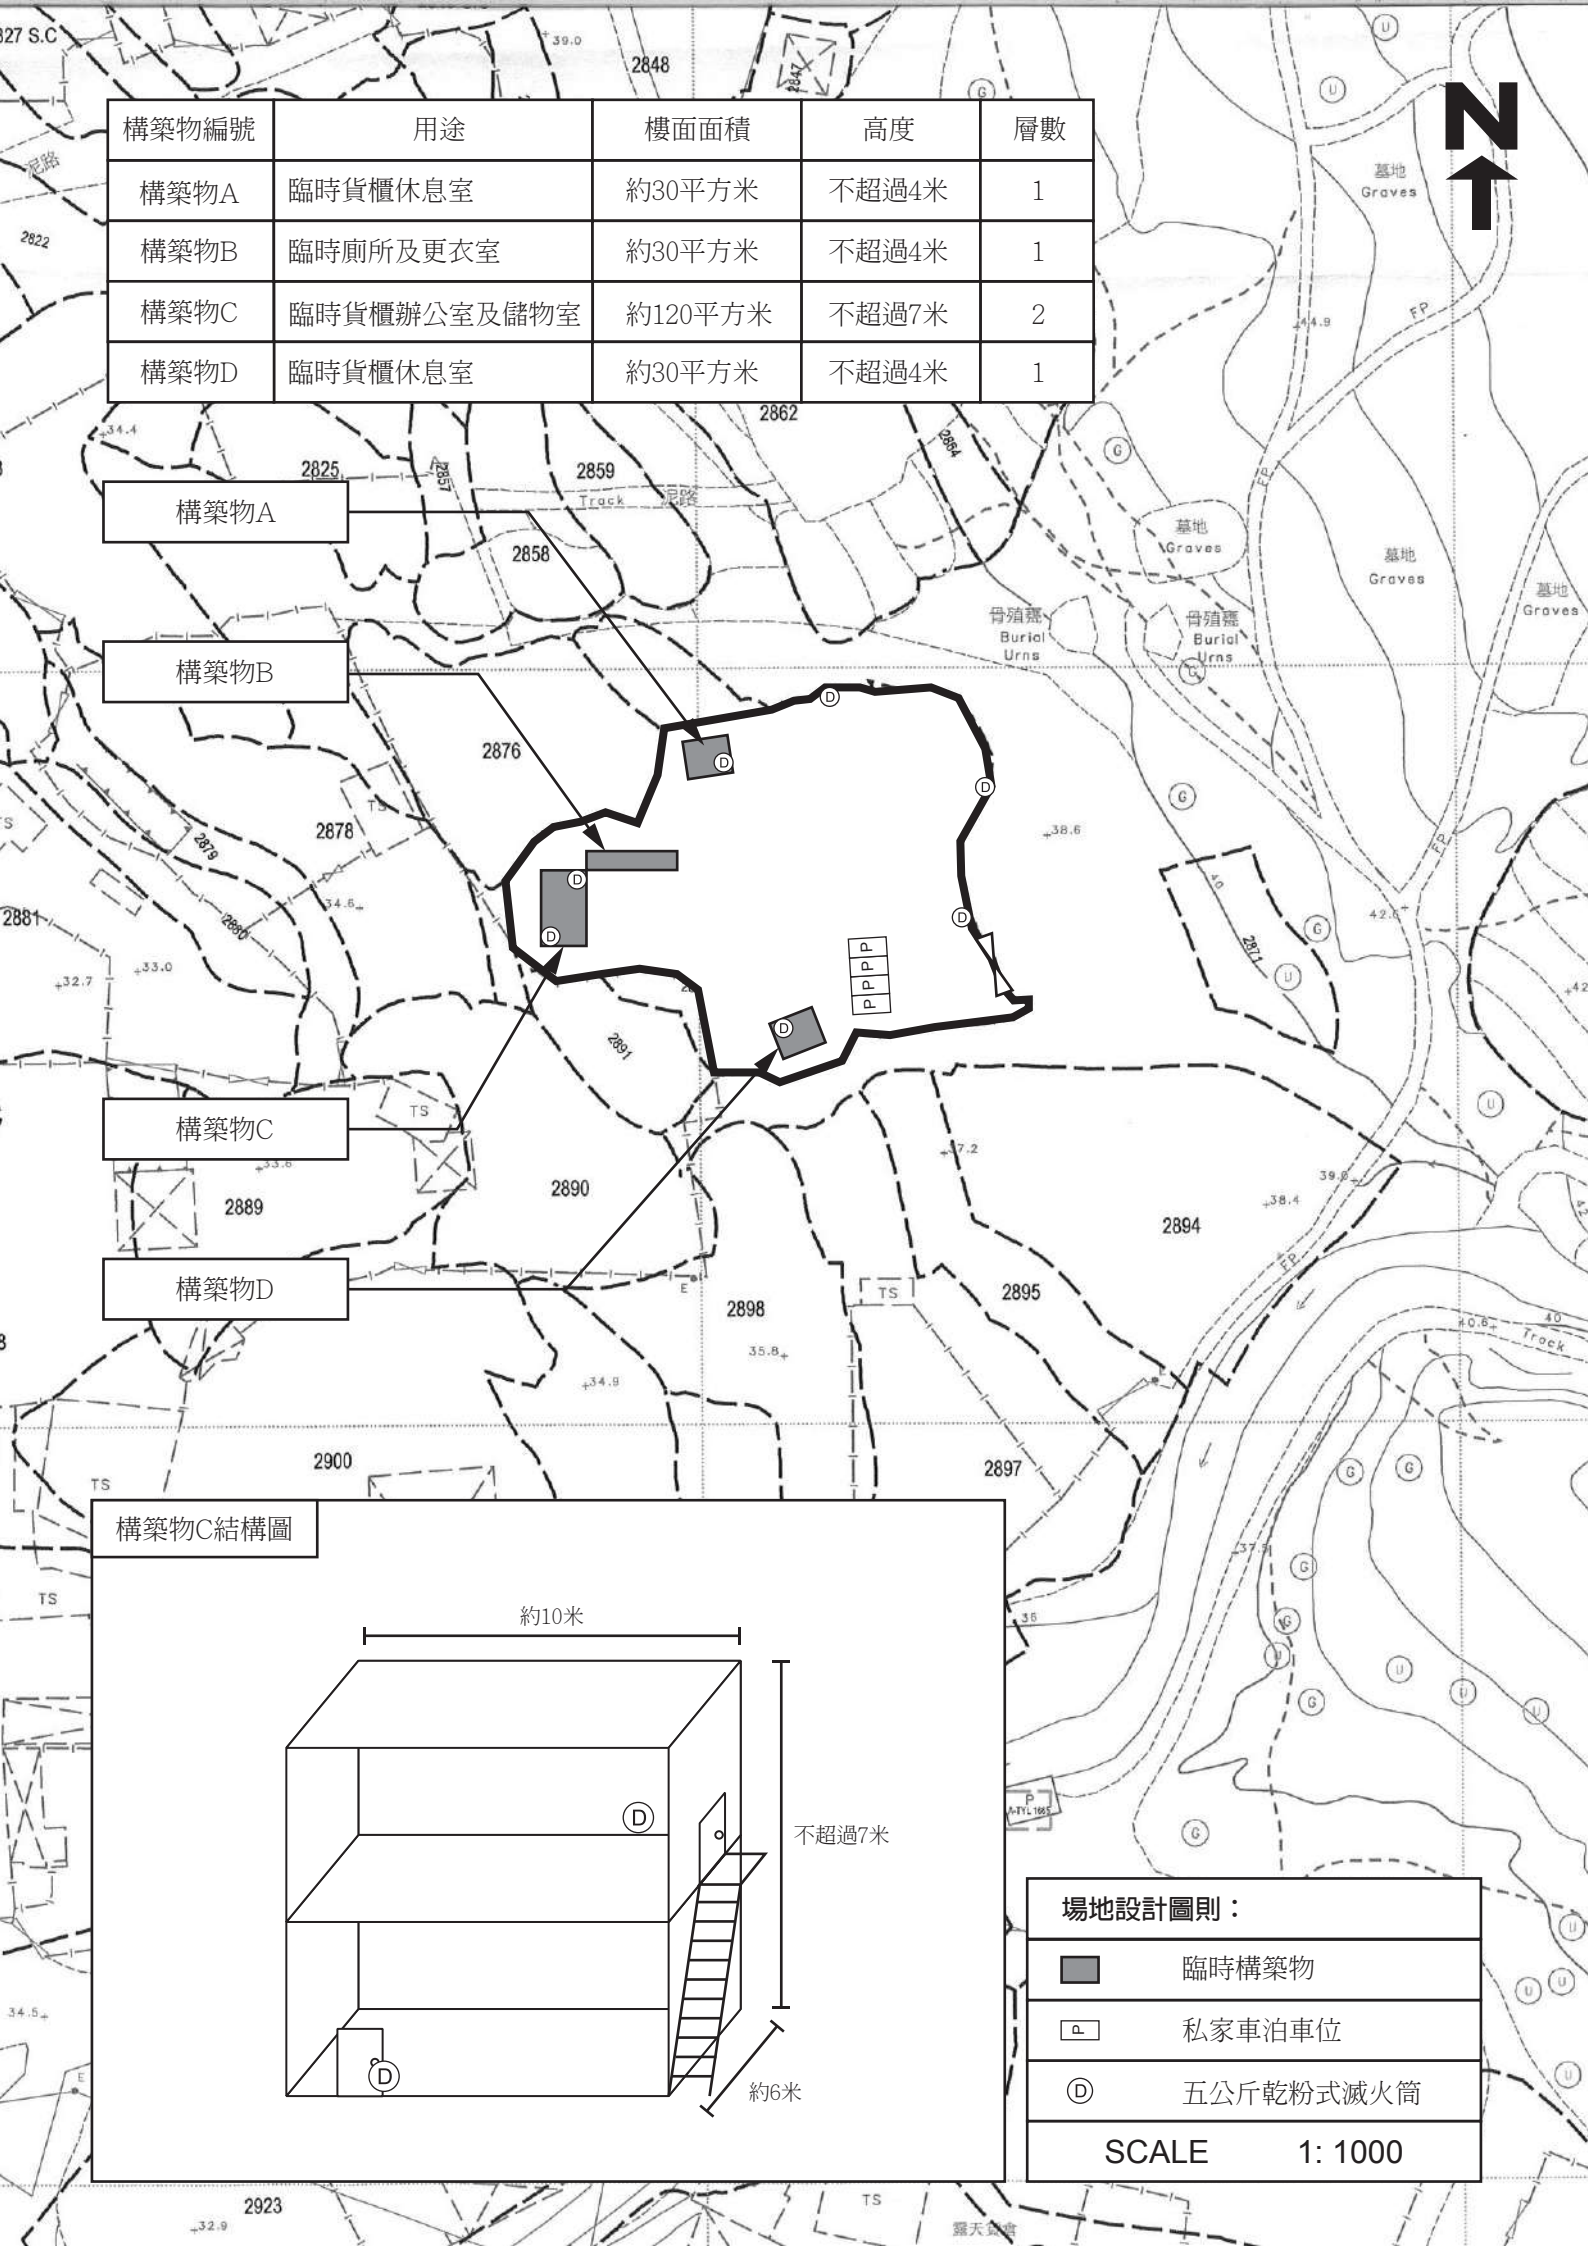 327 S.C
39.0
2848
2847
G
U
U
N
泥路
2822
構築物編號 用途 樓面面積 高度 層數
構築物A 臨時貨櫃休息室 約30平方米 不超過4米 1
構築物B 臨時廁所及更衣室 約30平方米 不超過4米 1
構築物C 臨時貨櫃辦公室及儲物室 約120平方米 不超過7米 2
構築物D 臨時貨櫃休息室 約30平方米 不超過4米 1
墓地
Graves
44.9
FP
34.4
2862
2864
G
2825
2857
2859
Track 泥路
FP
構築物A
2858
墓地
Graves
墓地
Graves
墓地
Graves
骨殖甕
Burial
Urns
骨殖甕
Burial
Urns
G
構築物B
2876
D
D
D
TS
2878
2879
G
38.6
FP
TS
D
34.6
2881
2880
D
D
P
P
P
P
40
2871
G
42.6
U
33.0
32.7
42
D
2891
U
構築物C
TS
33.6
2889
2890
37.2
39.0
38.4
2894
42
FP
構築物D
E
2898
TS
2895
35.8
34.9
40.6
40
Track
2900
TS
2897
G
G
構築物C結構圖
37.5
G
TS
約10米
35
G
U
U
G
U
U
D
不超過7米
P
G
場地設計圖則：
臨時構築物
U
34.5
U
U
P 私家車泊車位
E
D
約6米
U
D 五公斤乾粉式滅火筒
SCALE 1: 1000
2923
32.9
TS
露天貨倉